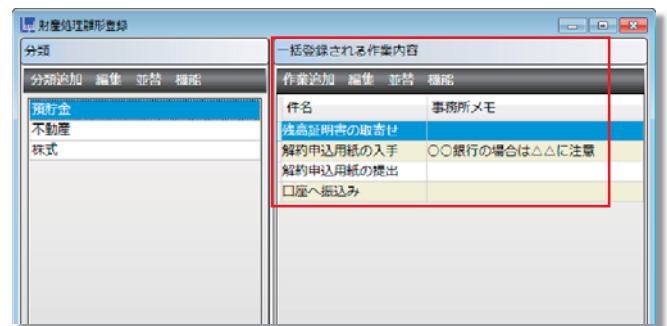 財産処理雛形登録
分類
一括登録される作業内容
分類追加 編集 並替 機能
作業追加 編集 並替 機能
預貯金
不動産
株式
件名 事務所メモ
残高証明書の取寄せ
解約申込用紙の入手 〇〇銀行の場合は△△に注意
解約申込用紙の提出
口座へ振込み